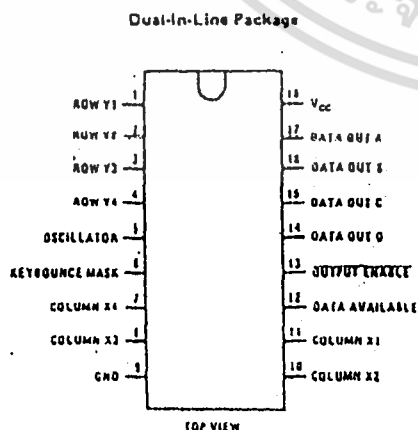 Dual-In-Line Package
ROW Y1 1
18 VCC
ROW Y2 2
17 DATA OUT A
ROW Y3 3
16 DATA OUT B
ROW Y4 4
15 DATA OUT C
OSCILLATOR 5
14 DATA OUT D
KEYBOUNCE MASK 6
13 OUTPUT ENABLE
COLUMN X4 7
12 DATA AVAILABLE
COLUMN X3 8
11 COLUMN X1
GND 9
10 COLUMN X2
TOP VIEW